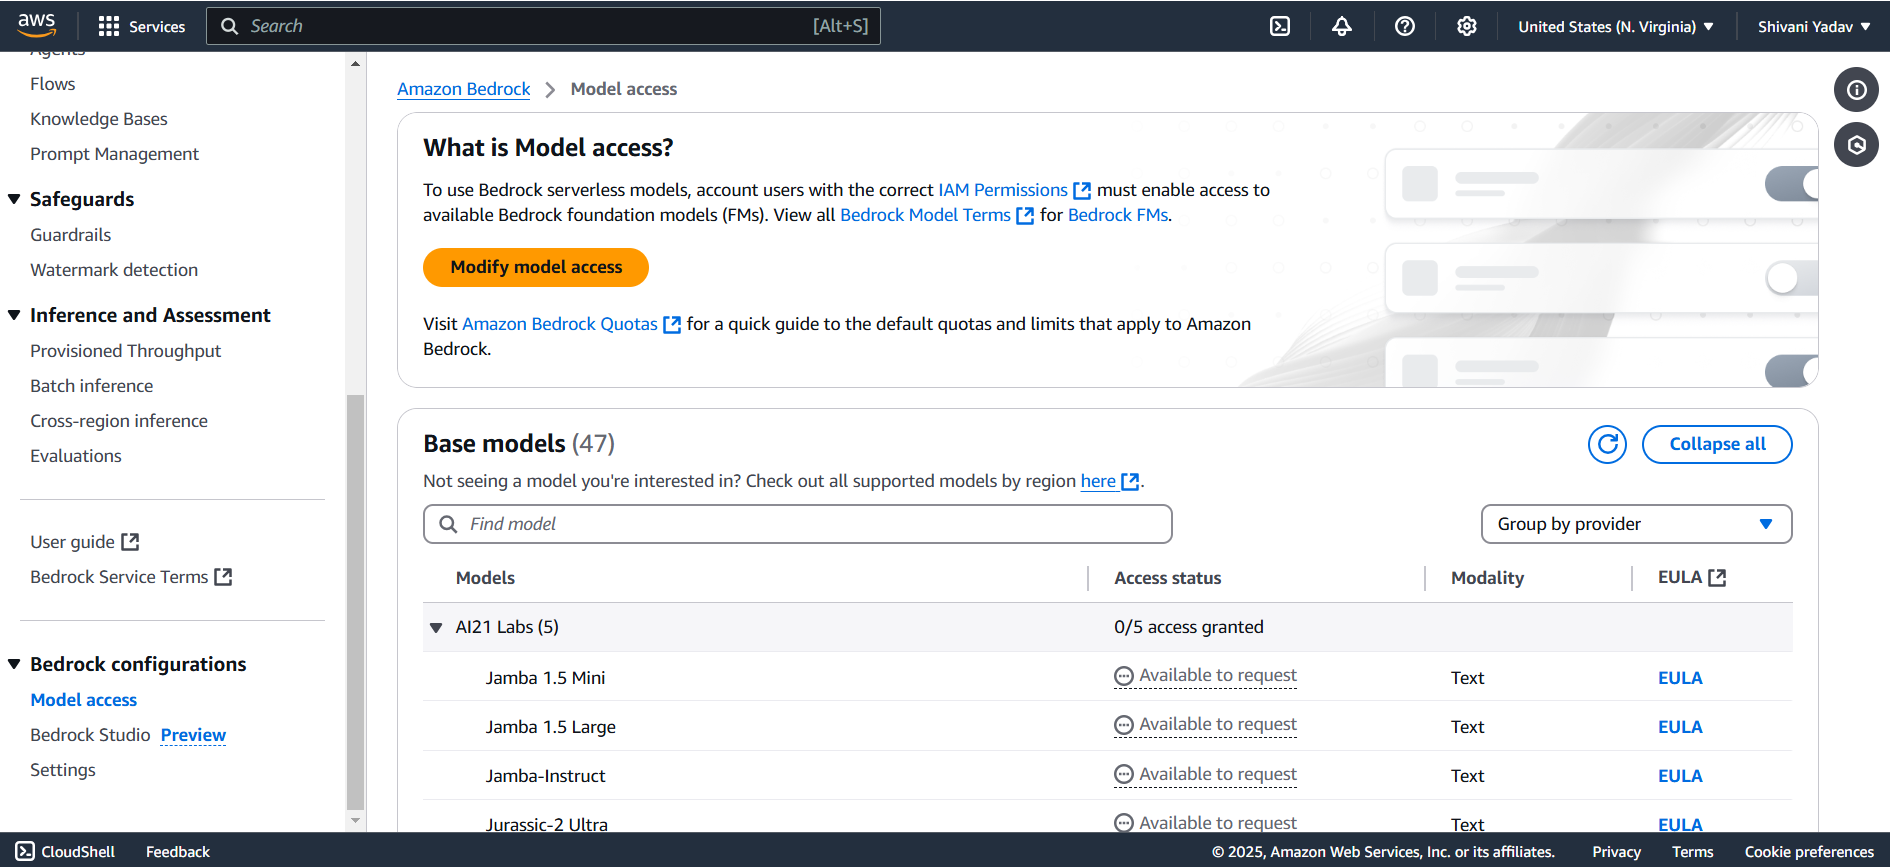 aws
Services
Search
[Alt+S]
United States (N. Virginia)
Shivani Yadav
Agents
Flows
Knowledge Bases
Prompt Management
Safeguards
Guardrails
Watermark detection
Inference and Assessment
Provisioned Throughput
Batch inference
Cross-region inference
Evaluations
User guide
Bedrock Service Terms
Bedrock configurations
Model access
Bedrock Studio Preview
Settings
Amazon Bedrock
Model access
What is Model access?
To use Bedrock serverless models, account users with the correct IAM Permissions must enable access to
available Bedrock foundation models (FMs). View all Bedrock Model Terms for Bedrock FMs.
Modify model access
Visit Amazon Bedrock Quotas for a quick guide to the default quotas and limits that apply to Amazon
Bedrock.
Base models (47)
Collapse all
Not seeing a model you're interested in? Check out all supported models by region here.
Find model
Group by provider
Models Access status Modality EULA
AI21 Labs (5) 0/5 access granted
Jamba 1.5 Mini Available to request Text EULA
Jamba 1.5 Large Available to request Text EULA
Jamba-Instruct Available to request Text EULA
Jurassic-2 Ultra Available to request Text EULA
CloudShell
Feedback
© 2025, Amazon Web Services, Inc. or its affiliates.
Privacy
Terms
Cookie preferences